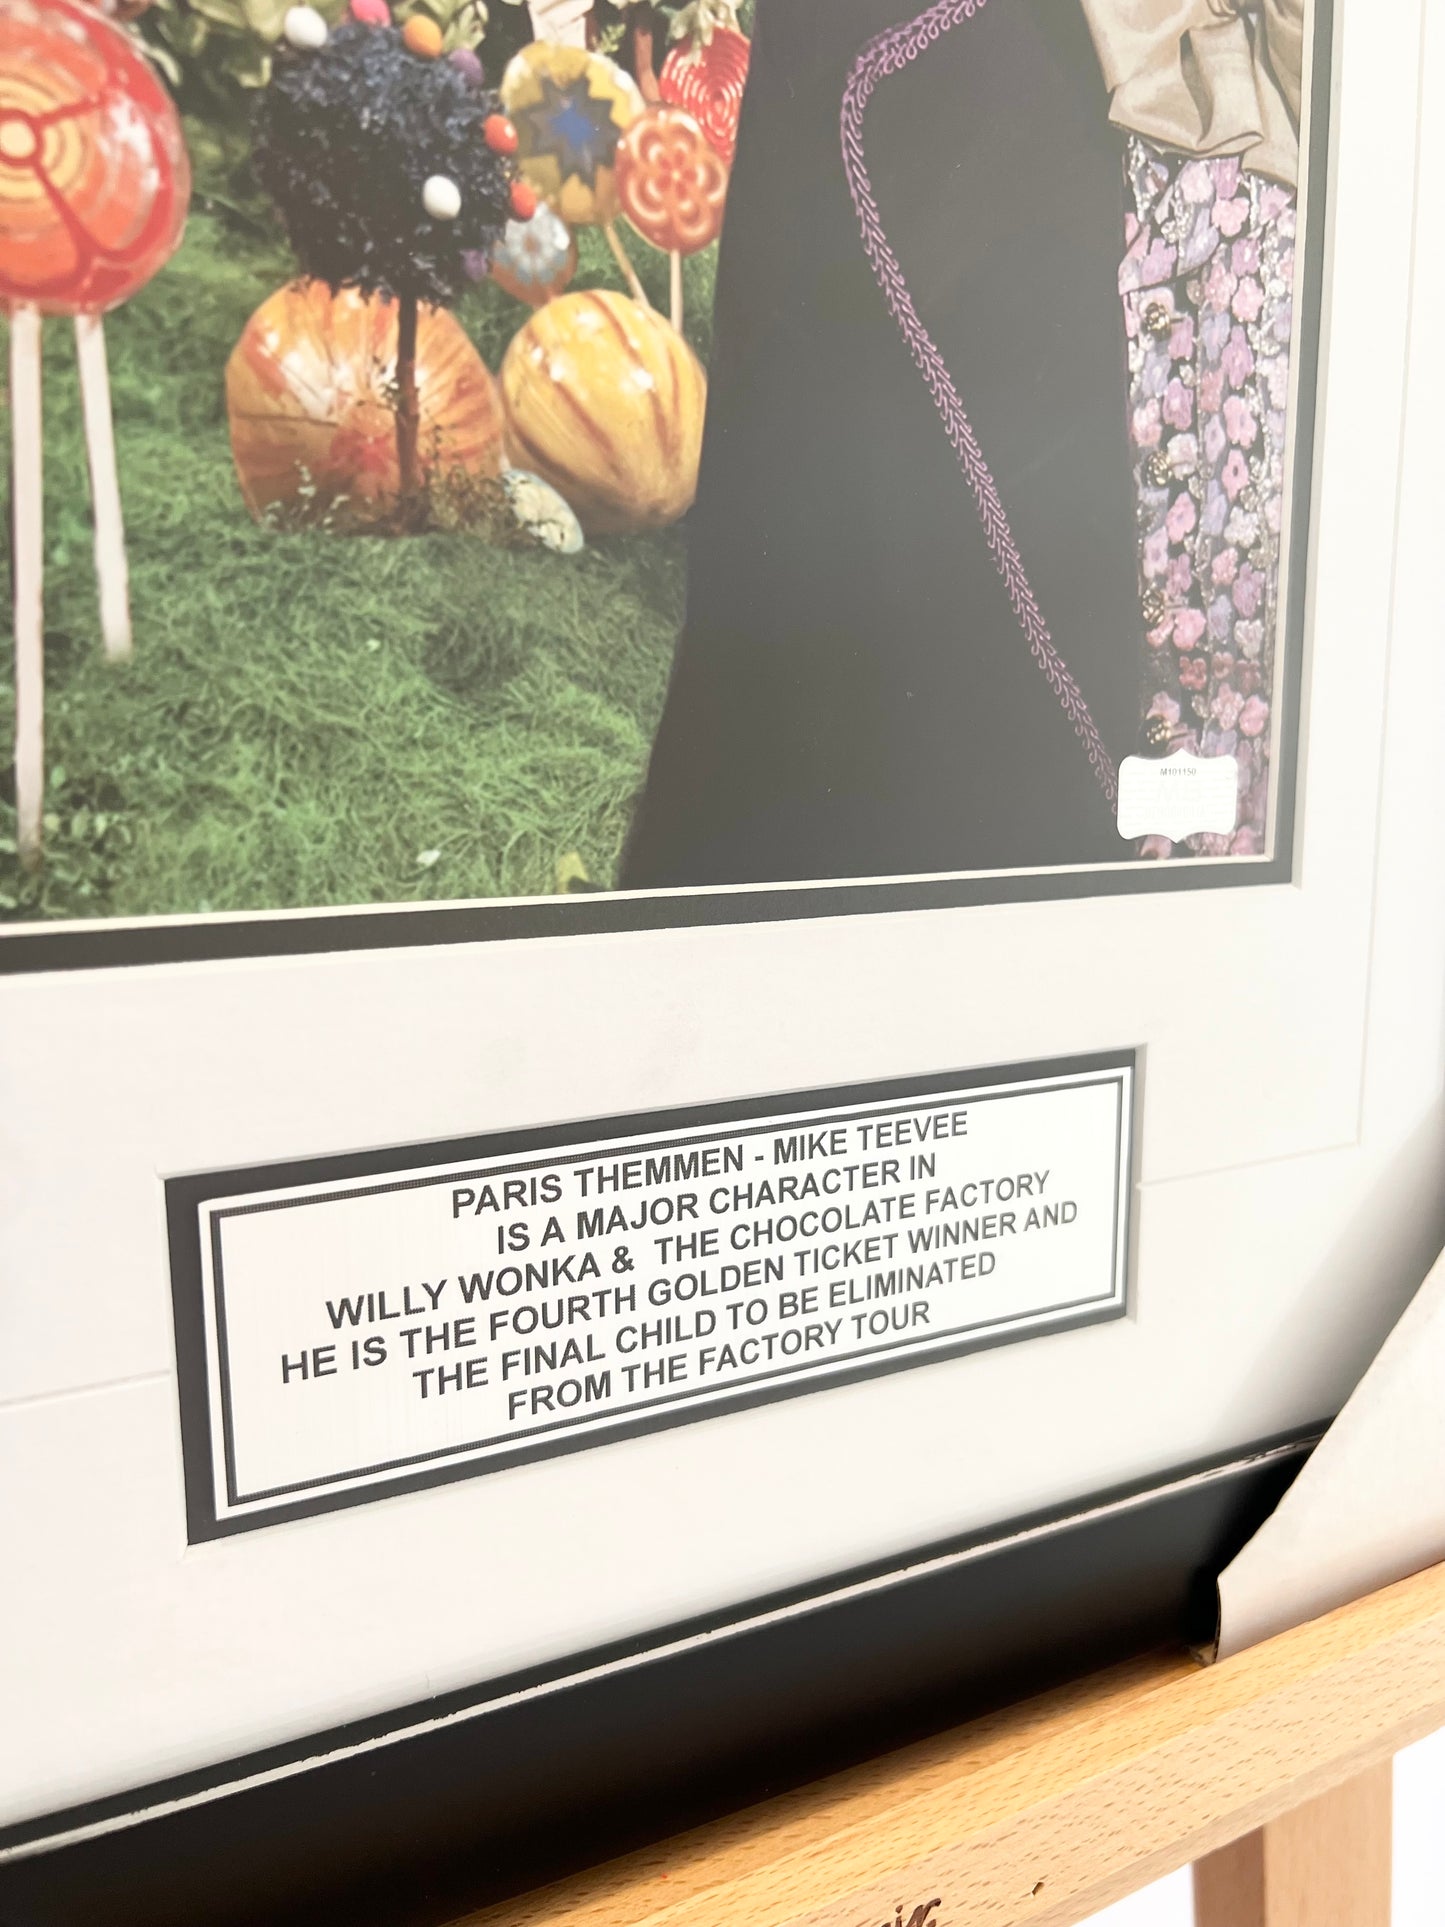 M101150
PARIS THEMMEN - MIKE TEEVEE
IS A MAJOR CHARACTER IN
WILLY WONKA & THE CHOCOLATE FACTORY
HE IS THE FOURTH GOLDEN TICKET WINNER AND
THE FINAL CHILD TO BE ELIMINATED
FROM THE FACTORY TOUR